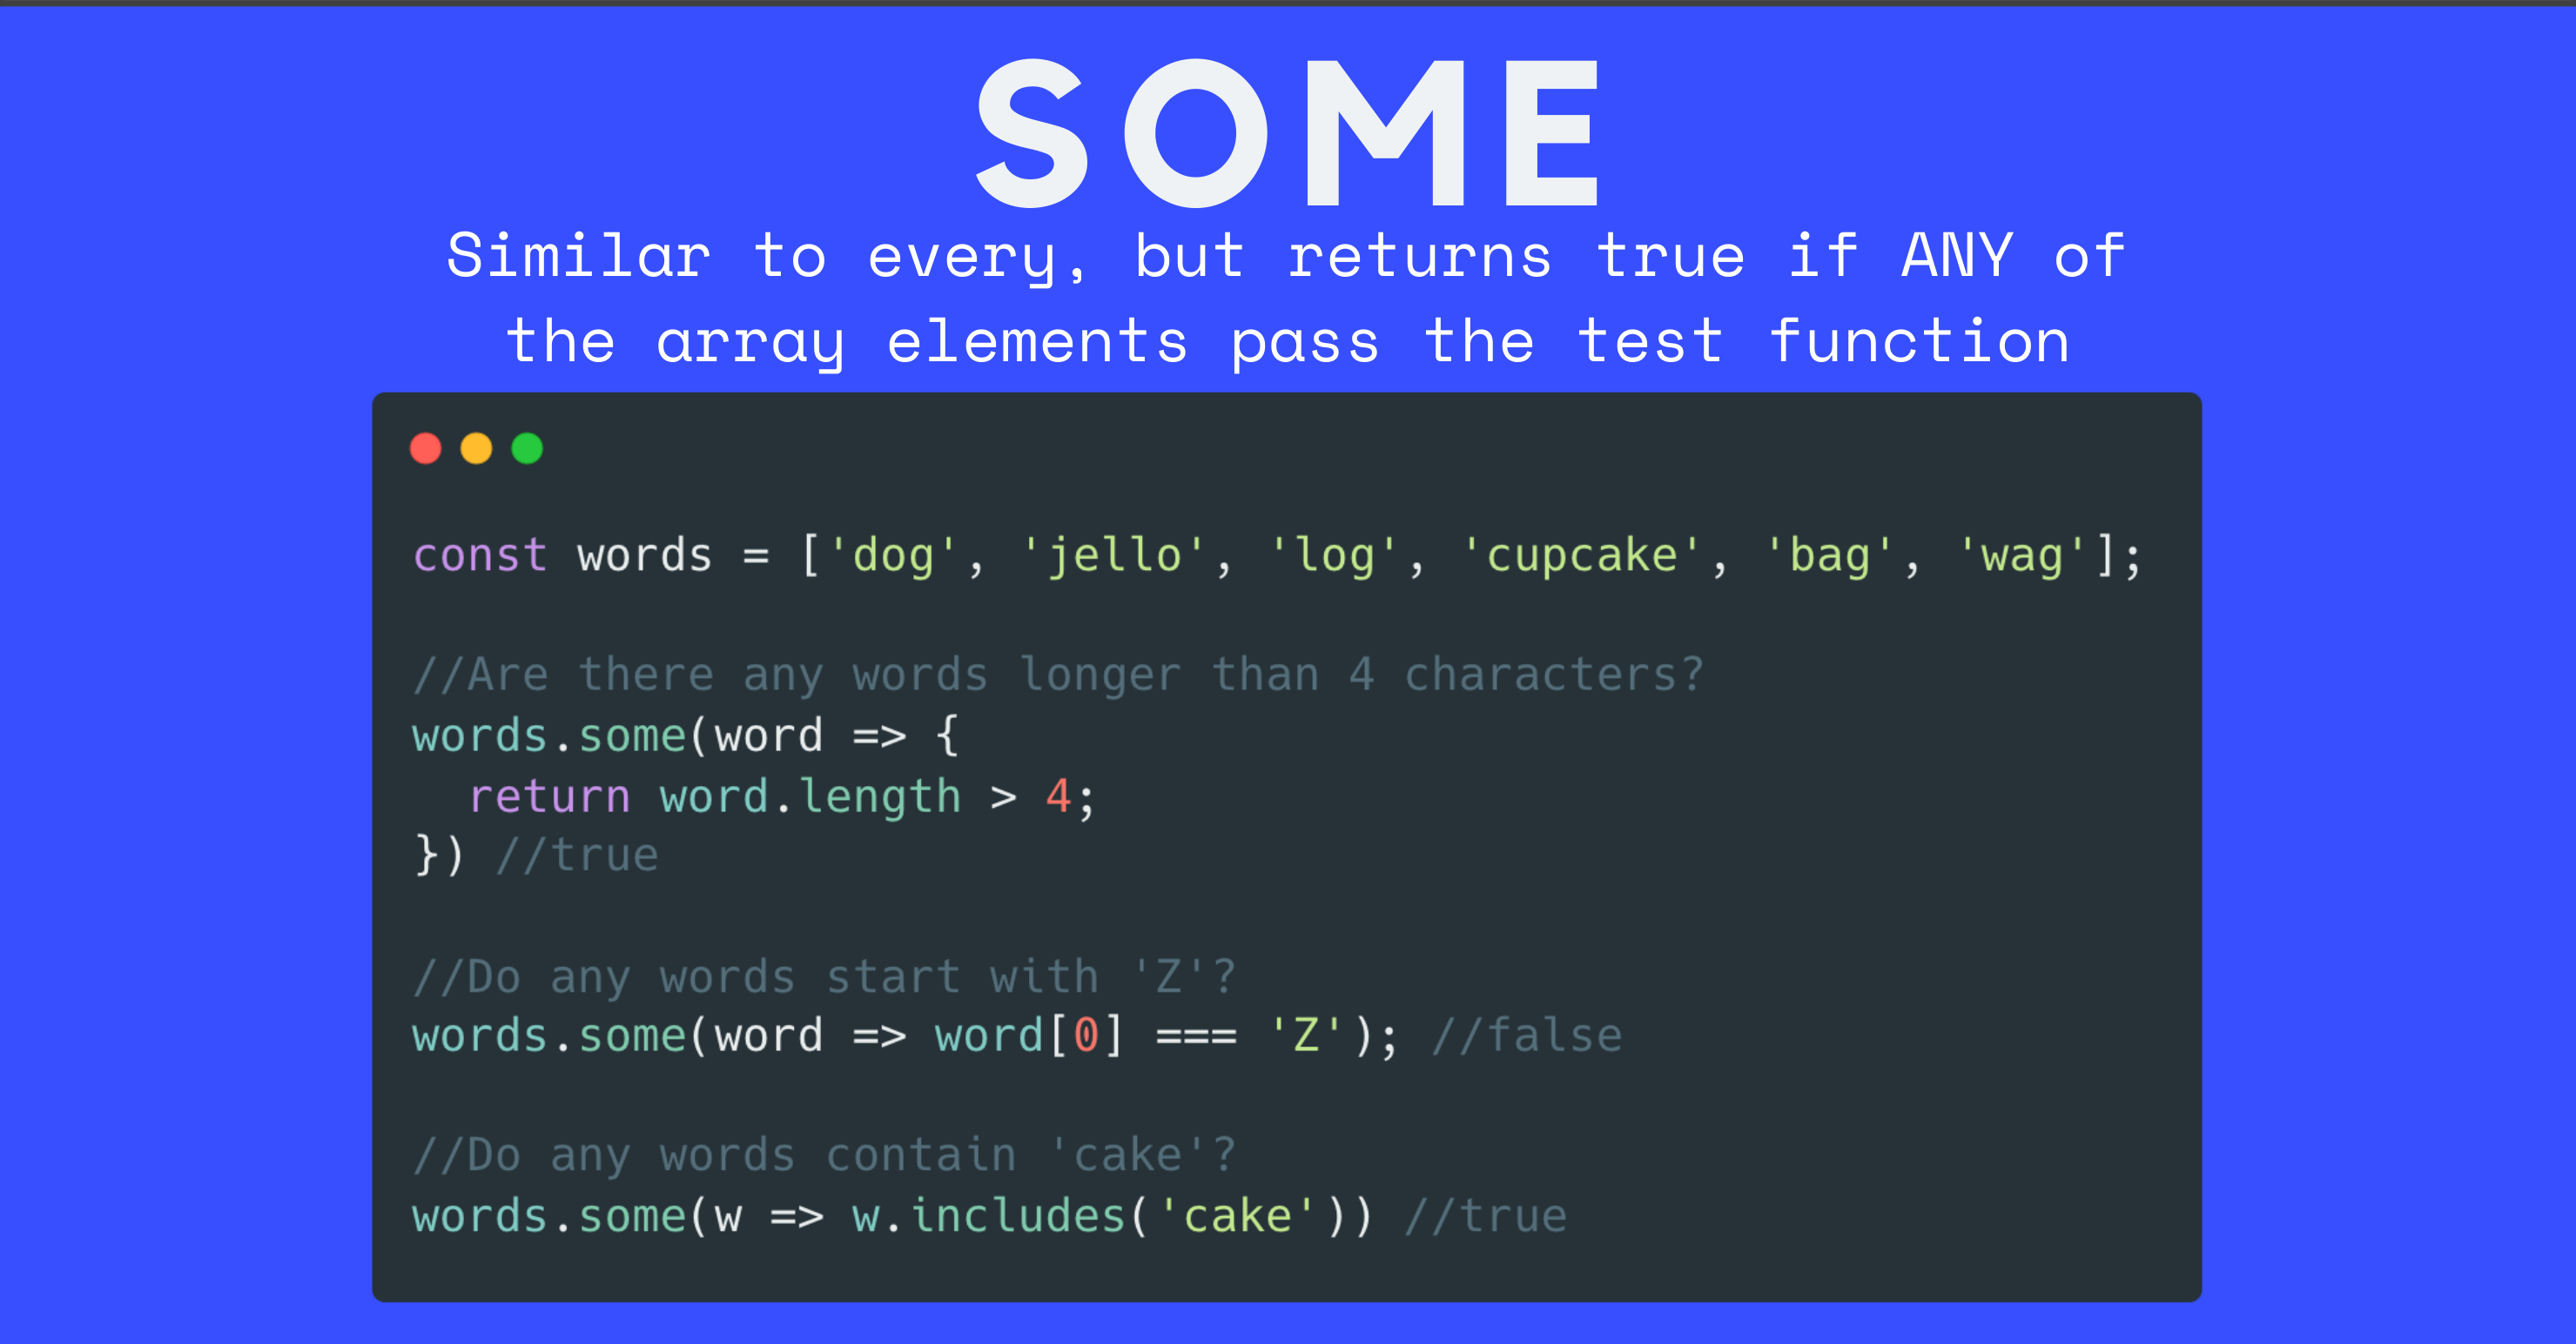 SOME
Similar to every, but returns true if ANY of
the array elements pass the test function
const words = ['dog', 'jello', 'log', 'cupcake', 'bag', 'wag'];
//Are there any words longer than 4 characters?
words.some(word => {
  return word.length > 4;
}) //true
//Do any words start with 'Z'?
words.some(word => word[0] === 'Z'); //false
//Do any words contain 'cake'?
words.some(w => w.includes('cake')) //true